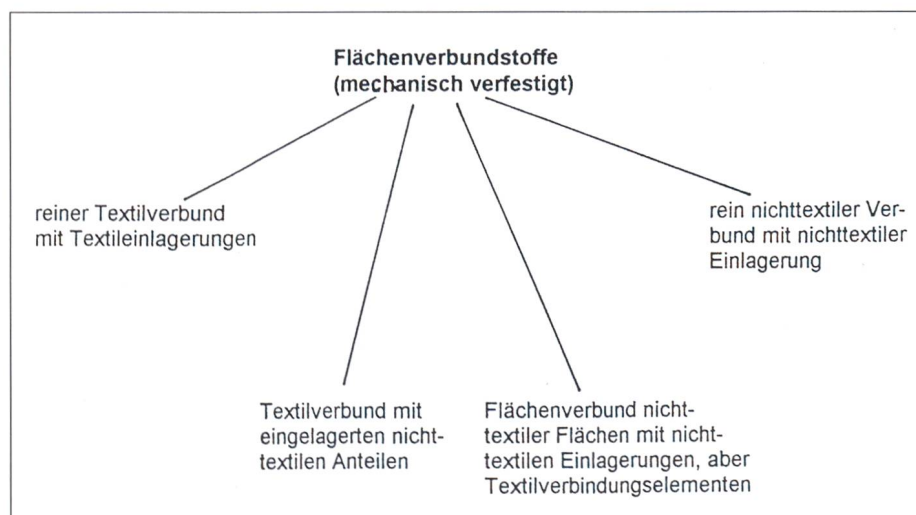 Flächenverbundstoffe
(mechanisch verfestigt)
reiner Textilverbund
mit Textileinlagerungen
rein nichttextiler Ver-
bund mit nichttextiler
Einlagerung
Textilverbund mit
eingelagerten nicht-
textilen Anteilen
Flächenverbund nicht-
textiler Flächen mit nicht-
textilen Einlagerungen, aber
Textilverbindungselementen